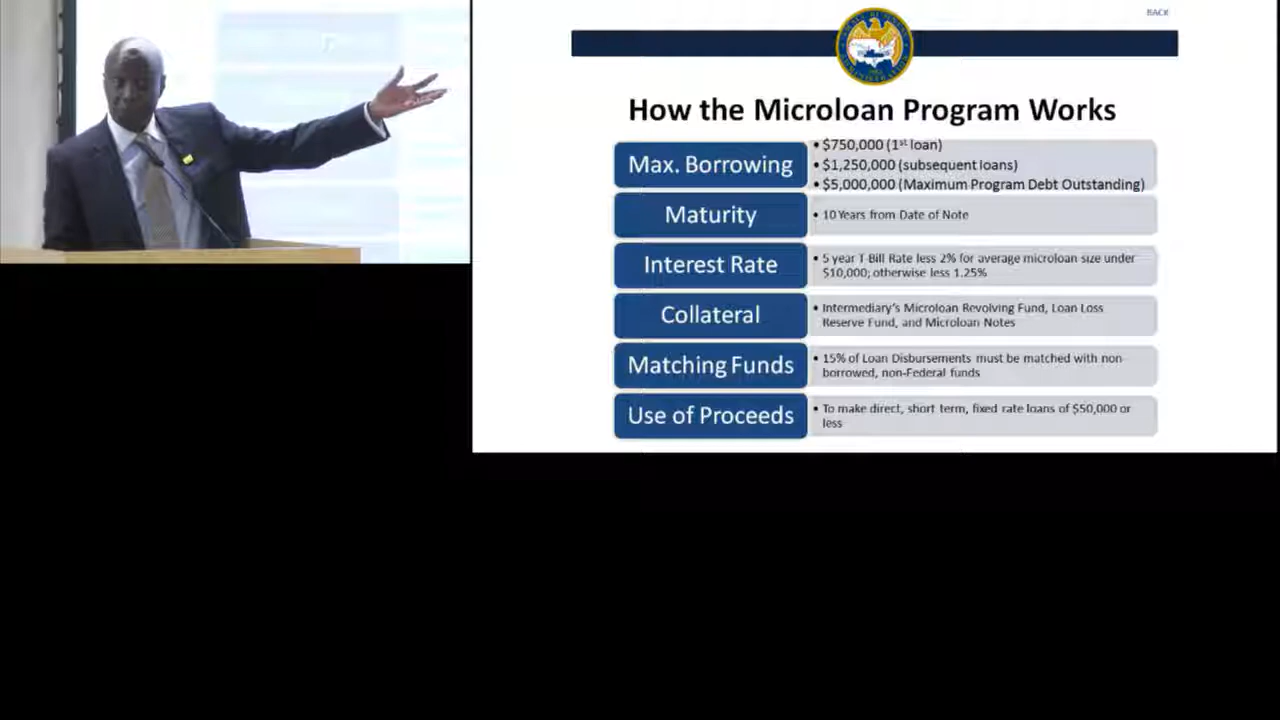 BACK
How the Microloan Program Works
Max. Borrowing
• $750,000 (1st loan)
• $1,250,000 (subsequent loans)
• $5,000,000 (Maximum Program Debt Outstanding)
Maturity
• 10 Years from Date of Note
Interest Rate
• 5 year T-Bill Rate less 2% for average microloan size under
$10,000; otherwise less 1.25%
Collateral
• Intermediary's Microloan Revolving Fund, Loan Loss
Reserve Fund, and Microloan Notes
Matching Funds
• 15% of Loan Disbursements must be matched with non-
borrowed, non-Federal funds
Use of Proceeds
• To make direct, short term, fixed rate loans of $50,000 or
less